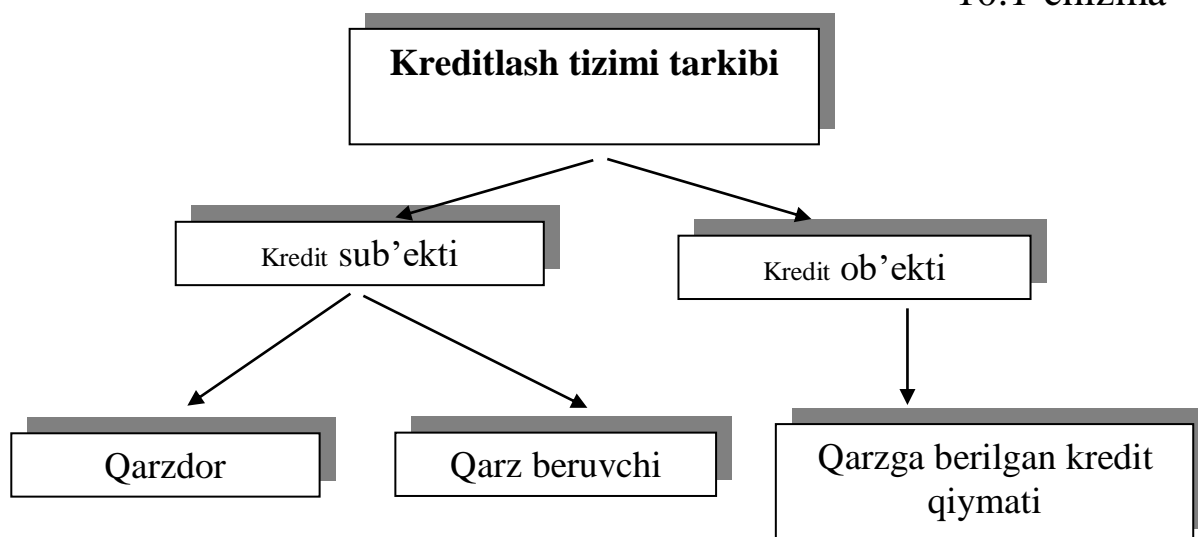 Kreditlash tizimi tarkibi
Kredit sub’ekti
Kredit ob’ekti
Qarzdor
Qarz beruvchi
Qarzga berilgan kredit
qiymati